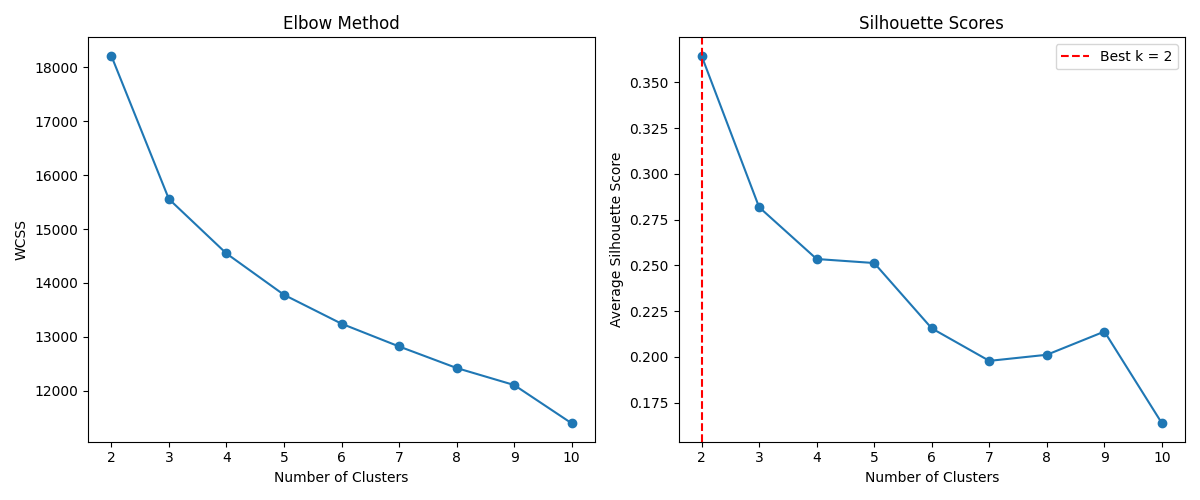 Elbow Method
18000
17000
16000
15000
14000
13000
12000
WCSS
2 3 4 5 6 7 8 9 10
Number of Clusters
Silhouette Scores
Best k = 2
0.350
0.325
0.300
0.275
0.250
0.225
0.200
0.175
Average Silhouette Score
2 3 4 5 6 7 8 9 10
Number of Clusters